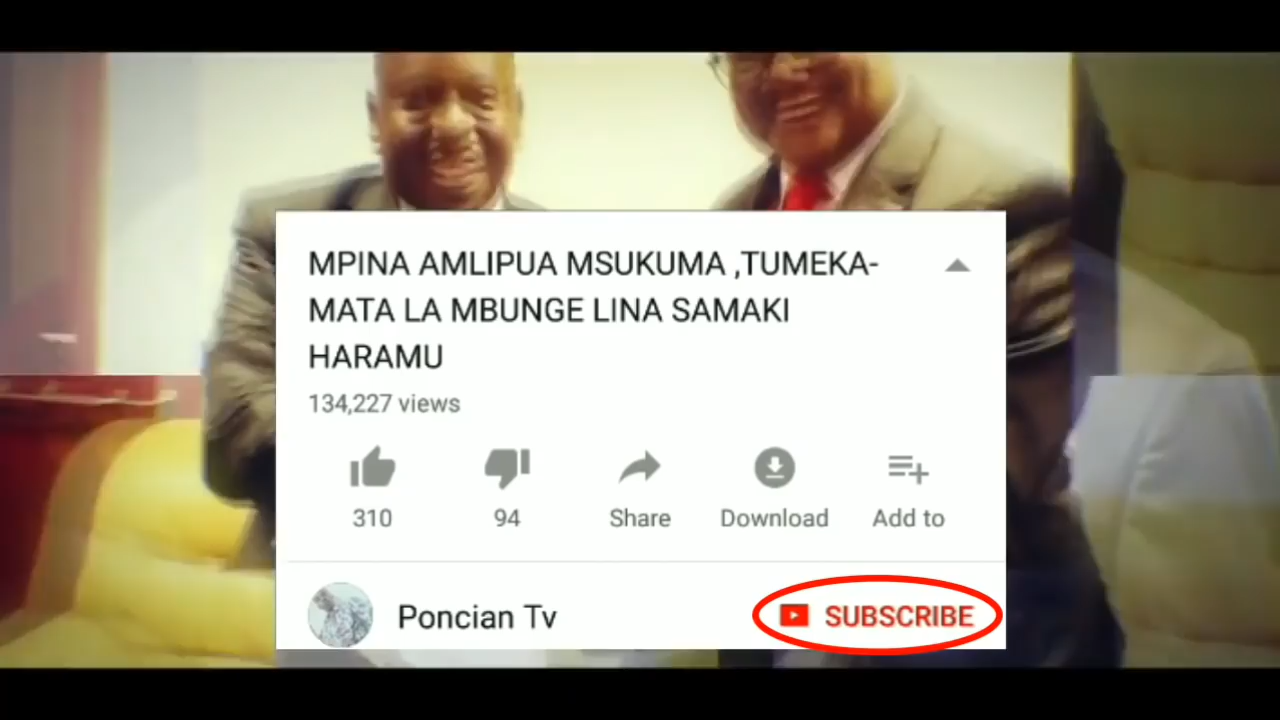 MPINA AMLIPUA MSUKUMA ,TUMEKA-
MATA LA MBUNGE LINA SAMAKI
HARAMU
134,227 views
310 94 Share Download Add to
Poncian Tv SUBSCRIBE